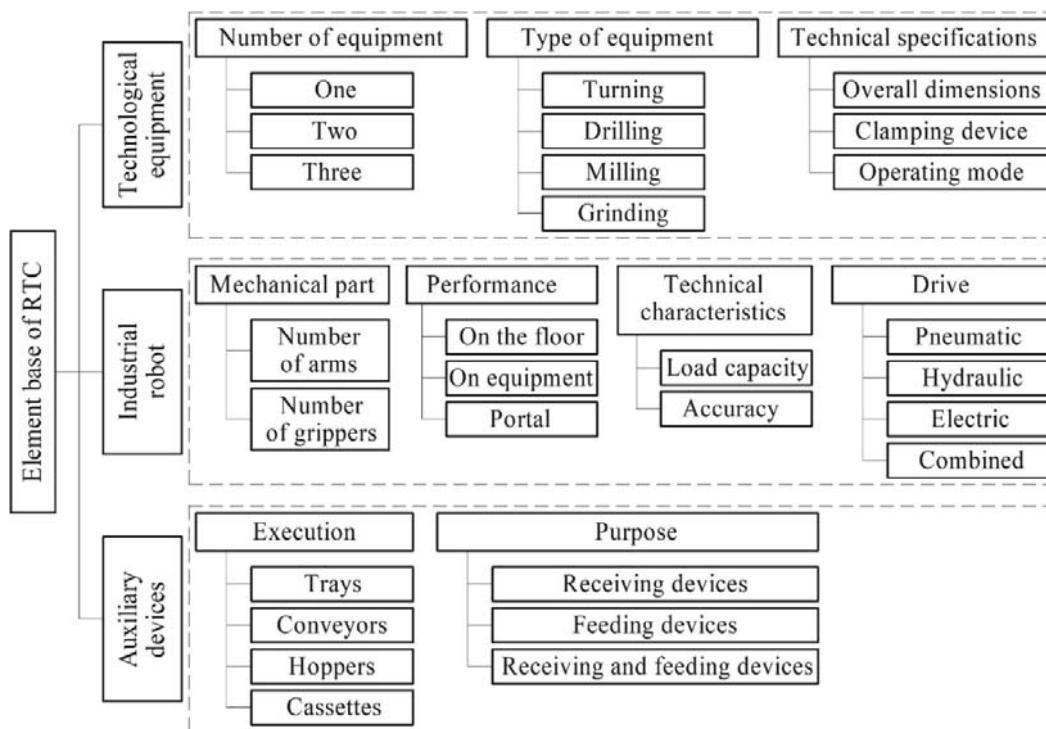 Element base of RTC
Technological
equipment
Number of equipment
One
Two
Three
Type of equipment
Turning
Drilling
Milling
Grinding
Technical specifications
Overall dimensions
Clamping device
Operating mode
Industrial
robot
Mechanical part
Number
of arms
Number
of grippers
Performance
On the floor
On equipment
Portal
Technical
characteristics
Load capacity
Accuracy
Drive
Pneumatic
Hydraulic
Electric
Combined
Auxiliary
devices
Execution
Trays
Conveyors
Hoppers
Cassettes
Purpose
Receiving devices
Feeding devices
Receiving and feeding devices